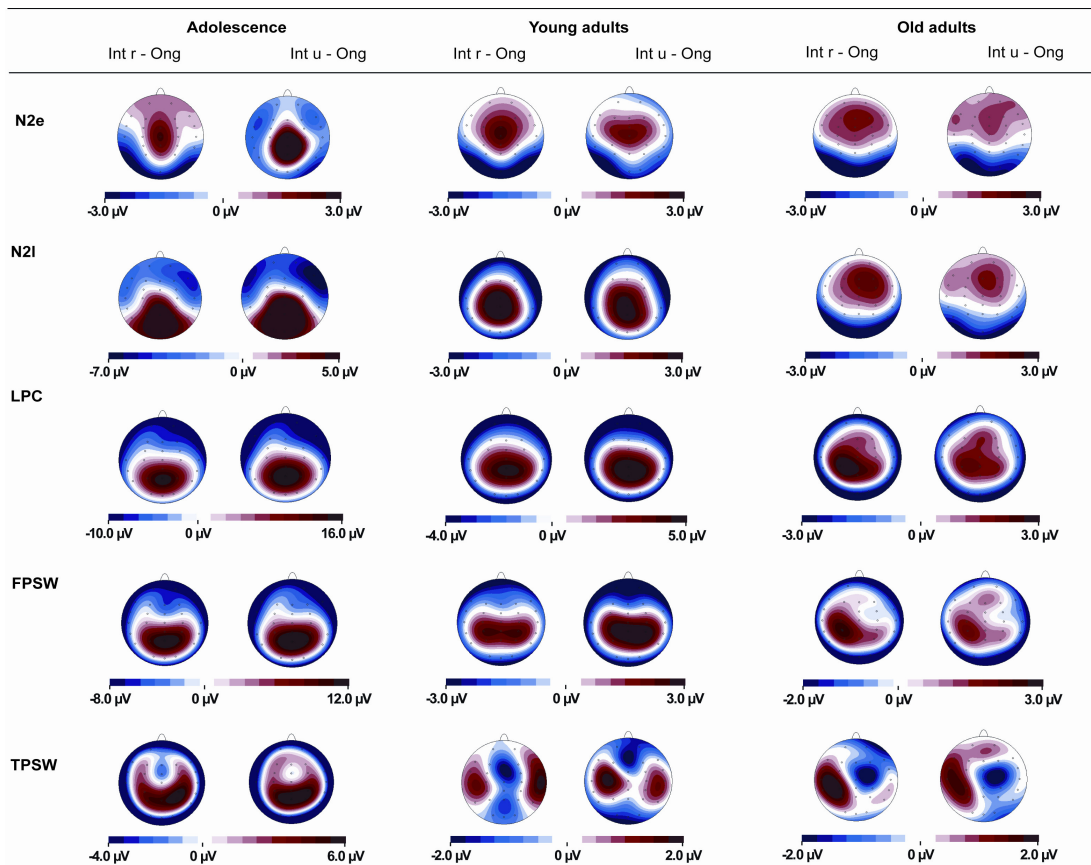 Adolescence Young adults Old adults
Int r - Ong Int u - Ong Int r - Ong Int u - Ong Int r - Ong Int u - Ong
N2e
-3.0 µV 0 µV 3.0 µV -3.0 µV 0 µV 3.0 µV -3.0 µV 0 µV 3.0 µV
N2l
-7.0 µV 0 µV 5.0 µV -3.0 µV 0 µV 3.0 µV -3.0 µV 0 µV 3.0 µV
LPC
-10.0 µV 0 µV 16.0 µV -4.0 µV 0 µV 5.0 µV -3.0 µV 0 µV 3.0 µV
FPSW
-8.0 µV 0 µV 12.0 µV -3.0 µV 0 µV 3.0 µV -2.0 µV 0 µV 3.0 µV
TPSW
-4.0 µV 0 µV 6.0 µV -2.0 µV 0 µV 2.0 µV -2.0 µV 0 µV 2.0 µV